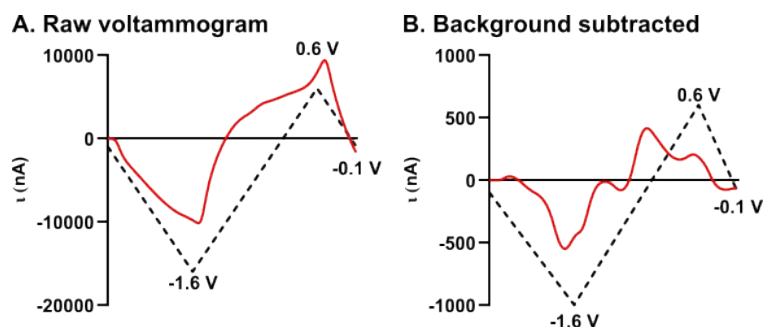 A. Raw voltammogram
10000
0
-10000
-20000
ι (nA)
0.6 V
-0.1 V
-1.6 V
B. Background subtracted
1000
500
0
-500
-1000
ι (nA)
0.6 V
-0.1 V
-1.6 V